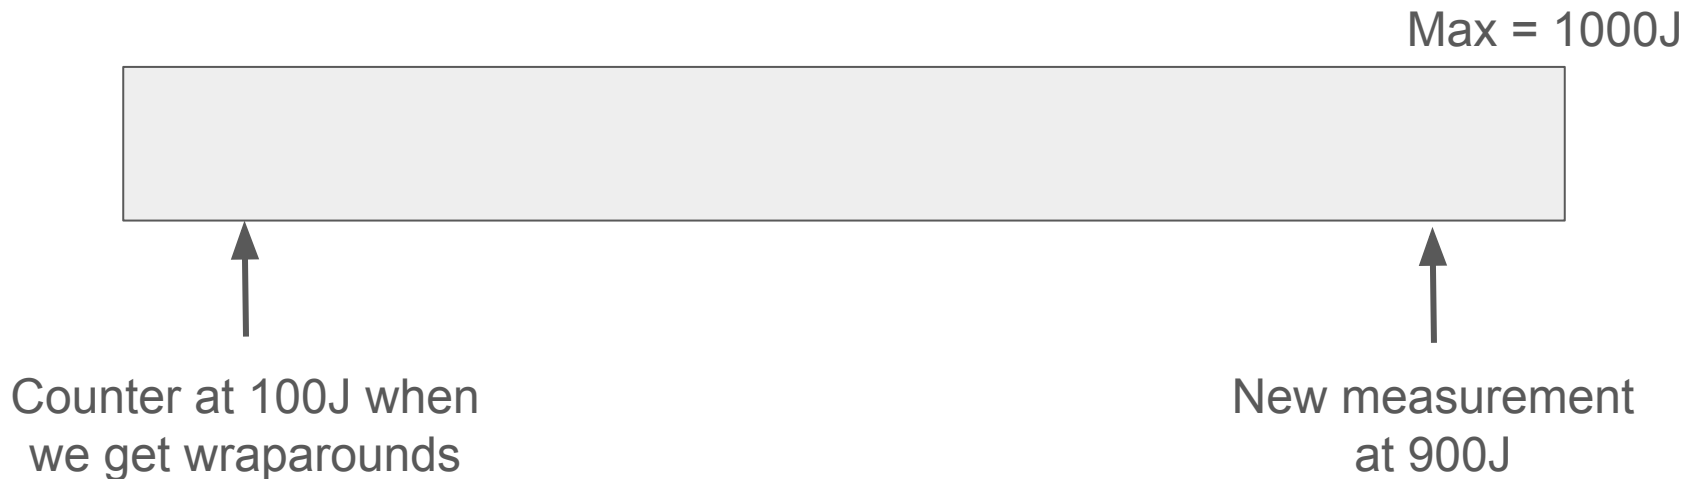 Max = 1000J
Counter at 100J when
we get wraparounds
New measurement
at 900J